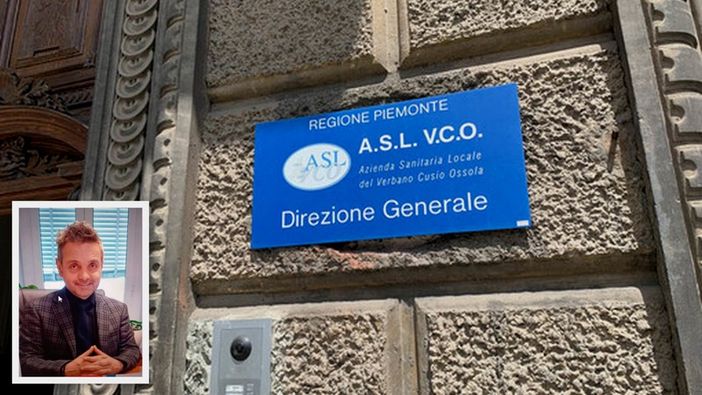 REGIONE PIEMONTE
ASL
VCO
A.S.L. V.C.O.
Azienda Sanitaria Locale
del Verbano Cusio Ossola
Direzione Generale